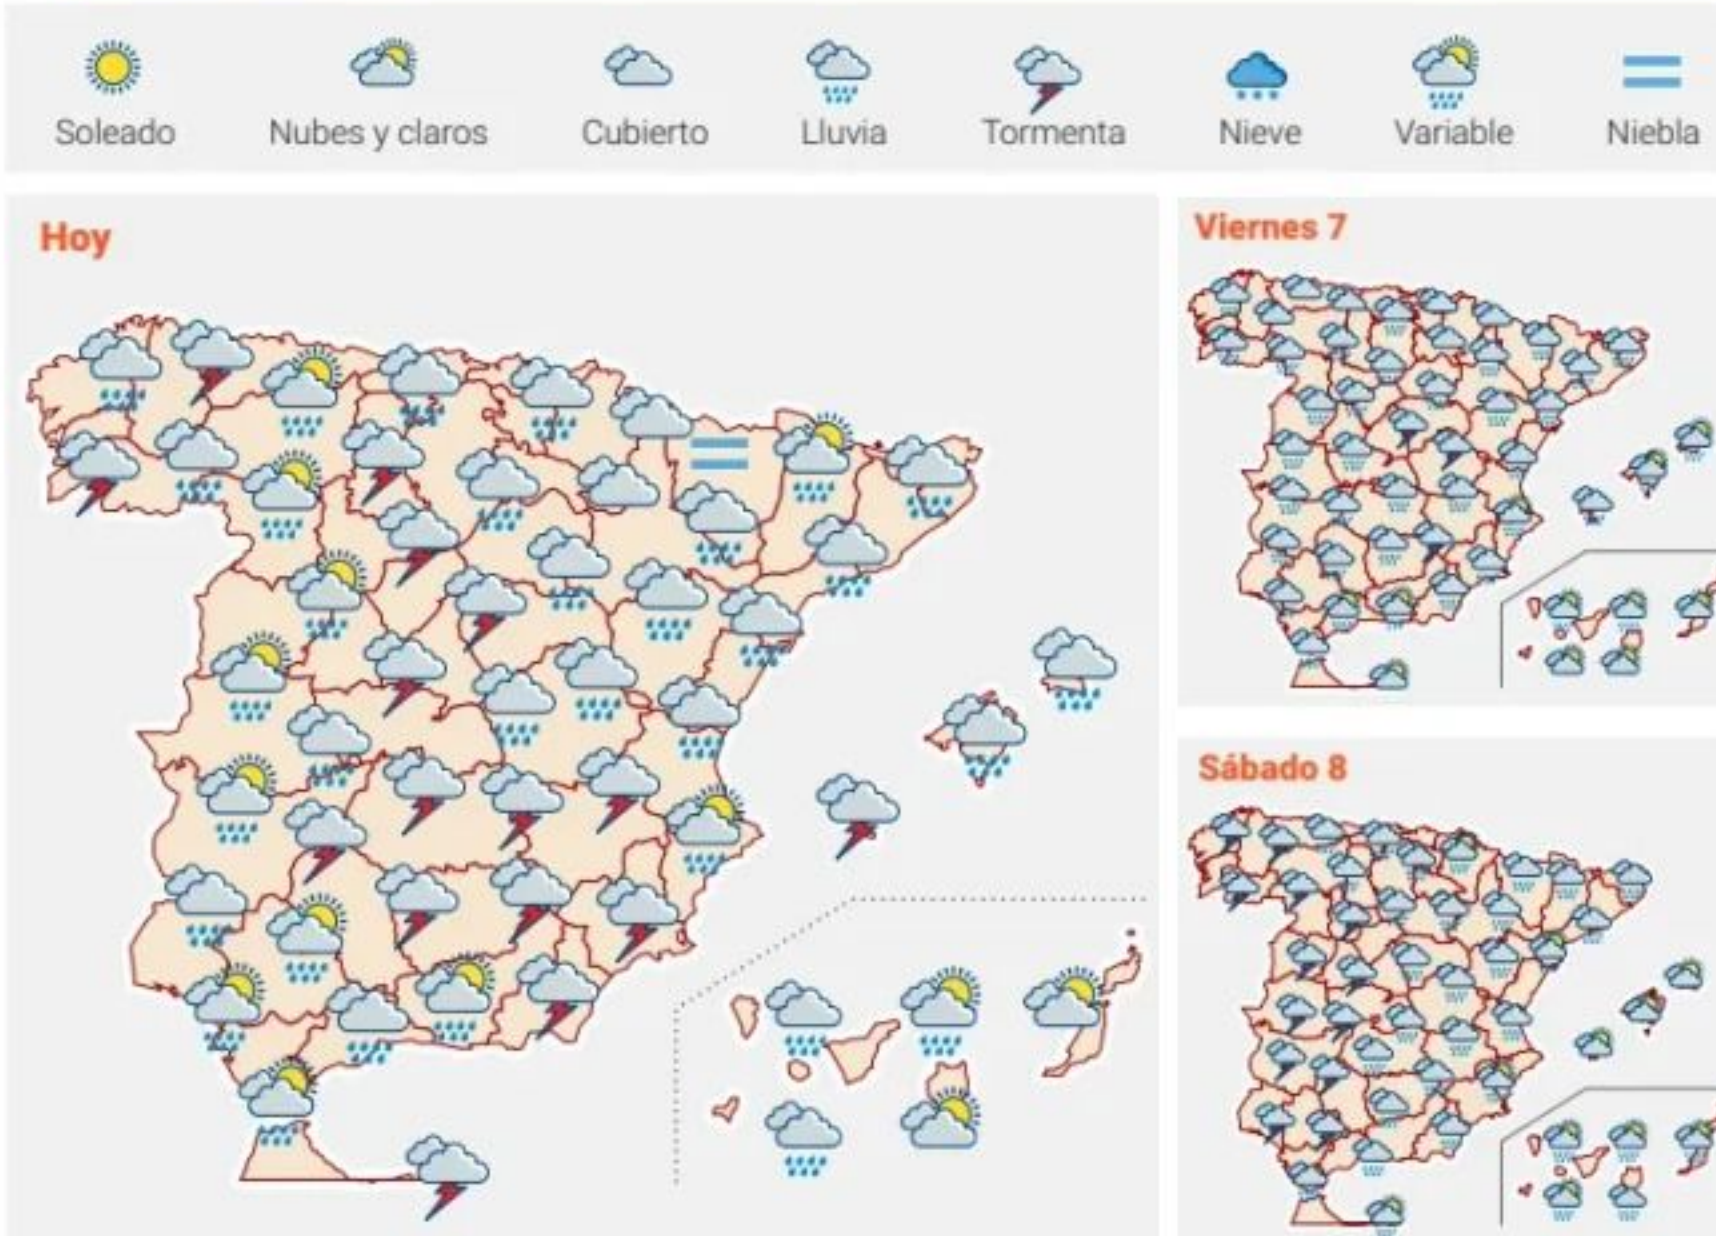 Soleado Nubes y claros Cubierto Lluvia Tormenta Nieve Variable Niebla
Hoy
Viernes 7
Sábado 8